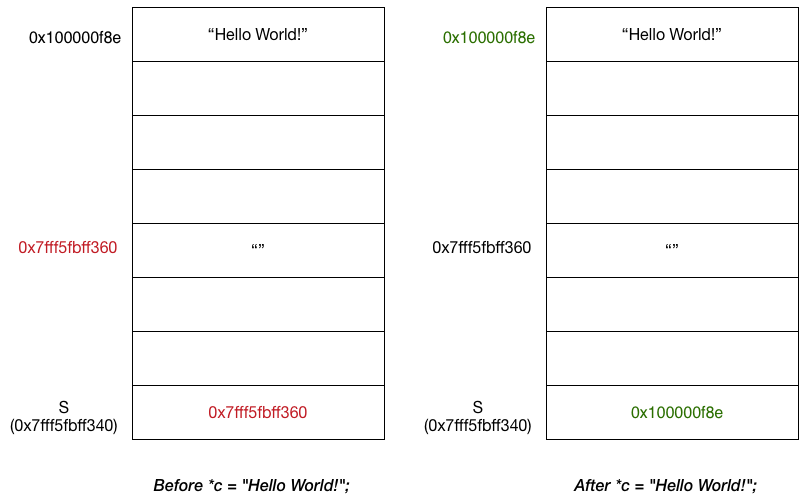 0x100000f8e
“Hello World!”
0x7fff5fbff360
“”
S
(0x7fff5fbff340)
0x7fff5fbff360
Before *c = "Hello World!";
0x100000f8e
“Hello World!”
0x7fff5fbff360
“”
S
(0x7fff5fbff340)
0x100000f8e
After *c = "Hello World!";